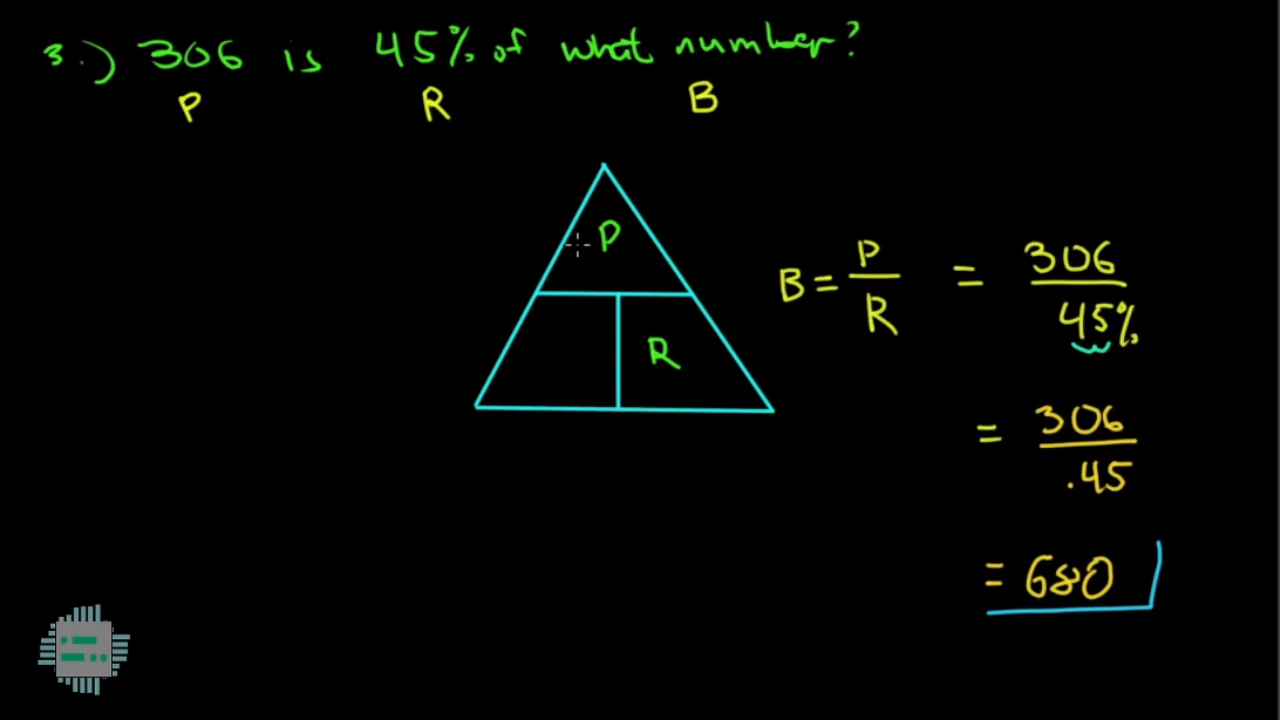 3.) 306 is 45% of what number?
P R B
P
R
B = P/R = 306/45%
= 306/.45
= 680